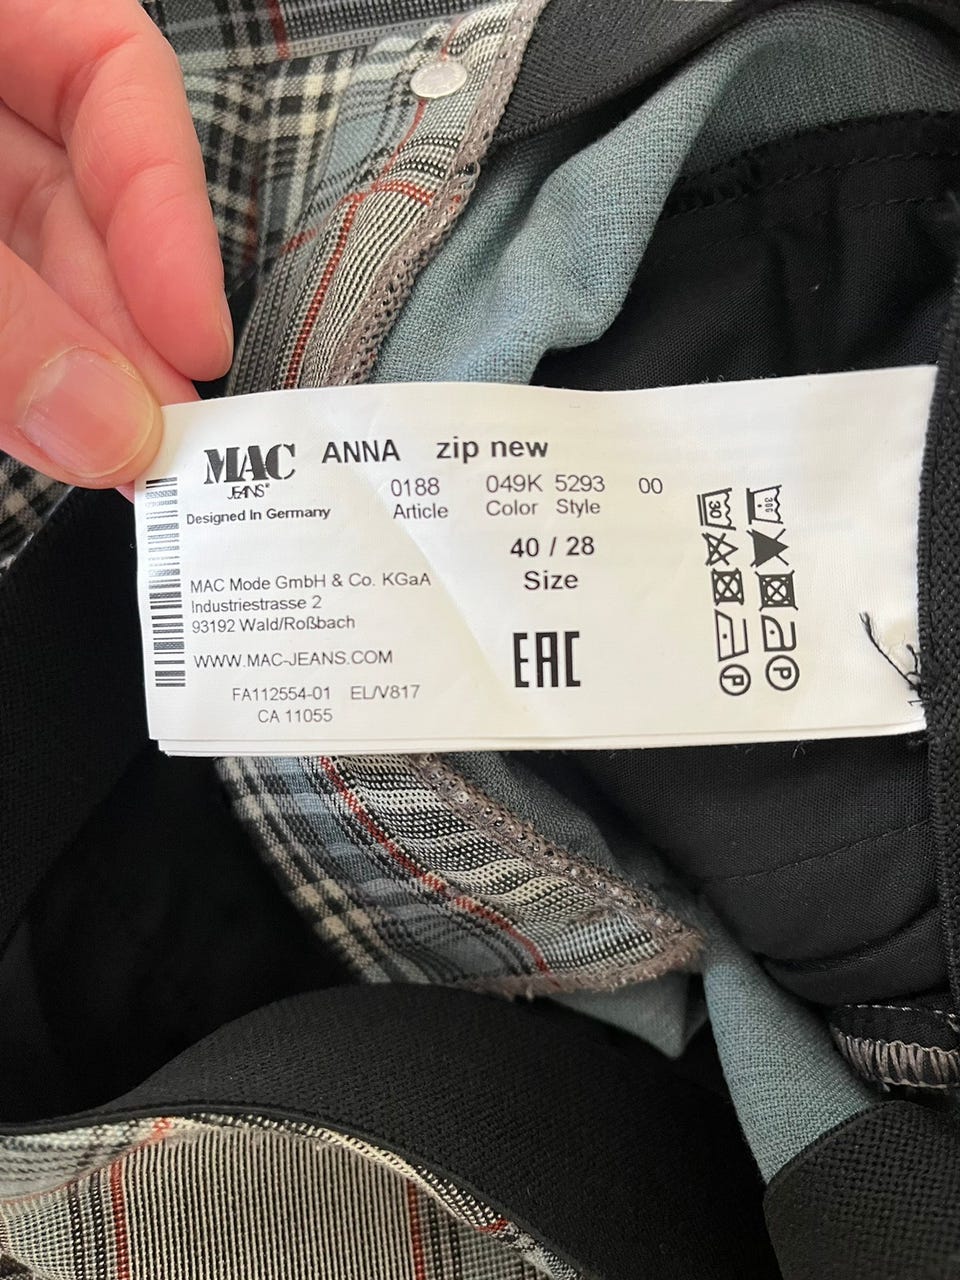 MAC ANNA zip new
JEANS®
0188 049K 5293 00
Article Color Style
Designed In Germany
40 / 28
Size
MAC Mode GmbH & Co. KGaA
Industriestrasse 2
93192 Wald/Roßbach
WWW.MAC-JEANS.COM
EAC
FA112554-01 EL/V817
CA 11055
30
30c
P
P